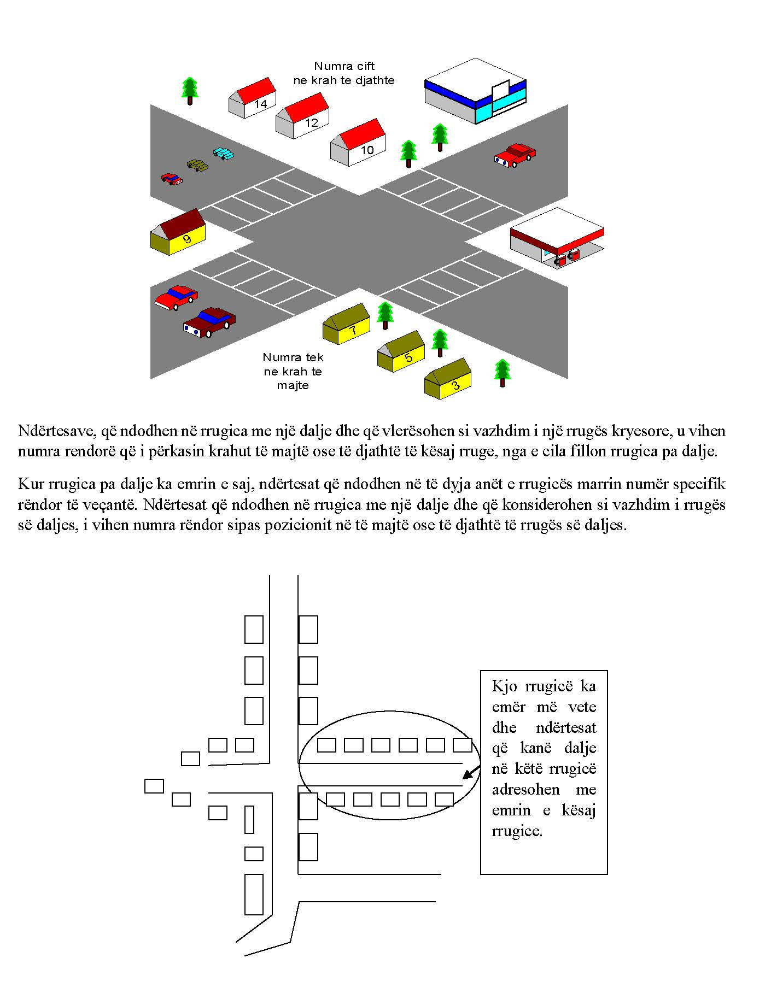 Numra cift
ne krah te djathte
14
12
10
9
7
5
3
Numra tek
ne krah te
majte
Ndërtesave, që ndodhen në rrugica me një dalje dhe që vlerësohen si vazhdim i një rrugës kryesore, u vihen
numra rendorë që i përkasin krahut të majtë ose të djathtë të kësaj rruge, nga e cila fillon rrugica pa dalje.
Kur rrugica pa dalje ka emrin e saj, ndërtesat që ndodhen në të dyja anët e rrugicës marrin numër specifik
rëndor të veçantë. Ndërtesat që ndodhen në rrugica me një dalje dhe që konsiderohen si vazhdim i rrugës
së daljes, i vihen numra rëndor sipas pozicionit në të majtë ose të djathtë të rrugës së daljes.
Kjo rrugicë ka
emër më vete
dhe ndërtesat
që kanë dalje
në këtë rrugicë
adresohen me
emrin e kësaj
rrugice.